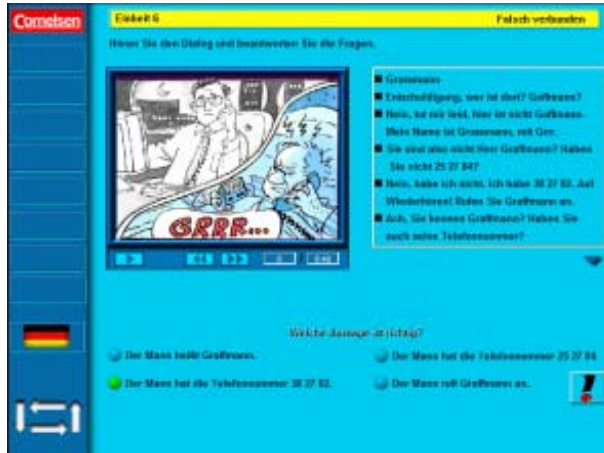 Cornelsen
Einheit 6
Falsch verbunden
Hören Sie den Dialog und beantworten Sie die Fragen.
Grossmann
Entschuldigung, wer ist dort? Goffmann?
Nein, tut mir leid, hier ist nicht Goffmann.
Mein Name ist Grossmann, mit Grr.
Sie sind also nicht Herr Graffmann? Haben
Sie nicht 25 27 84?
Nein, habe ich nicht. Ich habe 38 27 82. Auf
Wiederhören! Rufen Sie Graffmann an.
Ach, Sie kennen Graffmann? Haben Sie
auch seine Telefonnummer?
GRRR...
Welche Aussage ist richtig?
Der Mann heißt Graffmann.
Der Mann hat die Telefonnummer 25 27 84.
Der Mann hat die Telefonnummer 38 27 82.
Der Mann ruft Graffmann an.